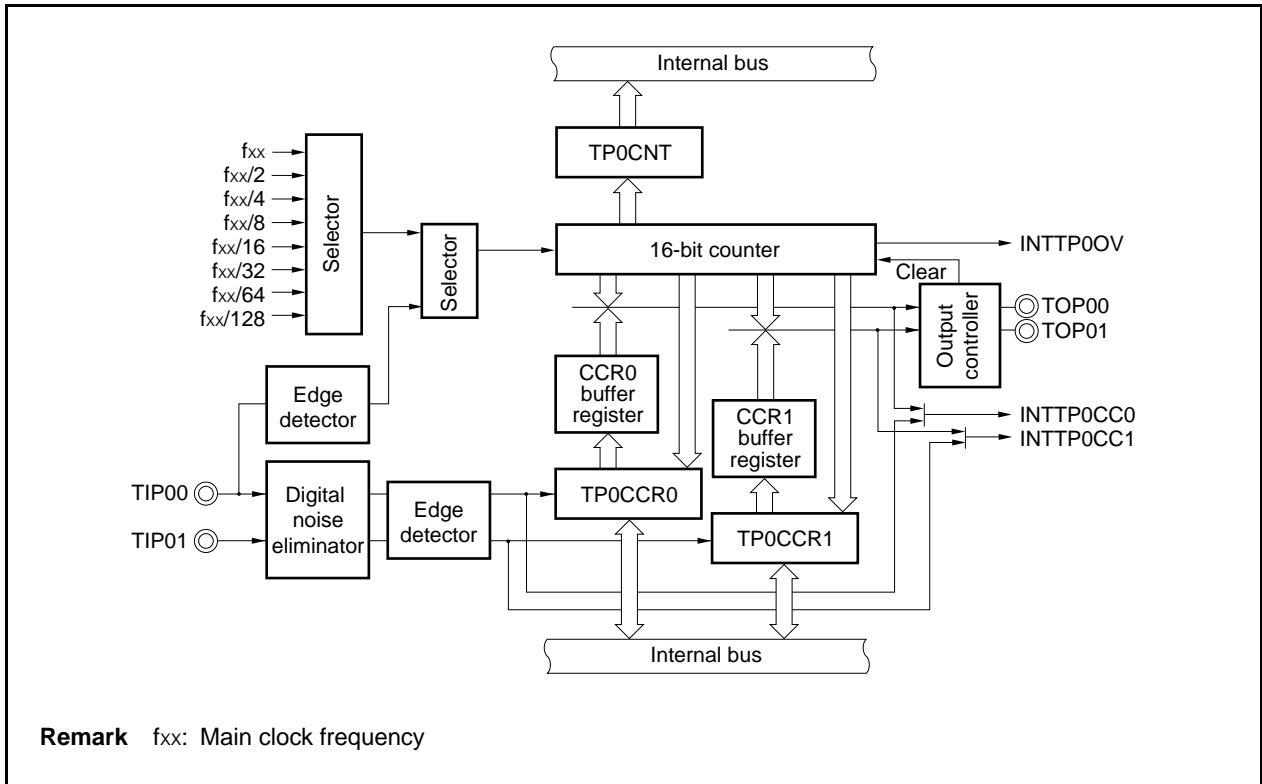 Internal bus
TP0CNT
fxx
fxx/2
fxx/4
fxx/8
fxx/16
fxx/32
fxx/64
fxx/128
Selector
Selector
16-bit counter
INTTP0OV
Clear
Output
controller
TOP00
TOP01
CCR0
buffer
register
CCR1
buffer
register
INTTP0CC0
INTTP0CC1
Edge
detector
TIP00
TIP01
Digital
noise
eliminator
Edge
detector
TP0CCR0
TP0CCR1
Internal bus
Remark fxx: Main clock frequency